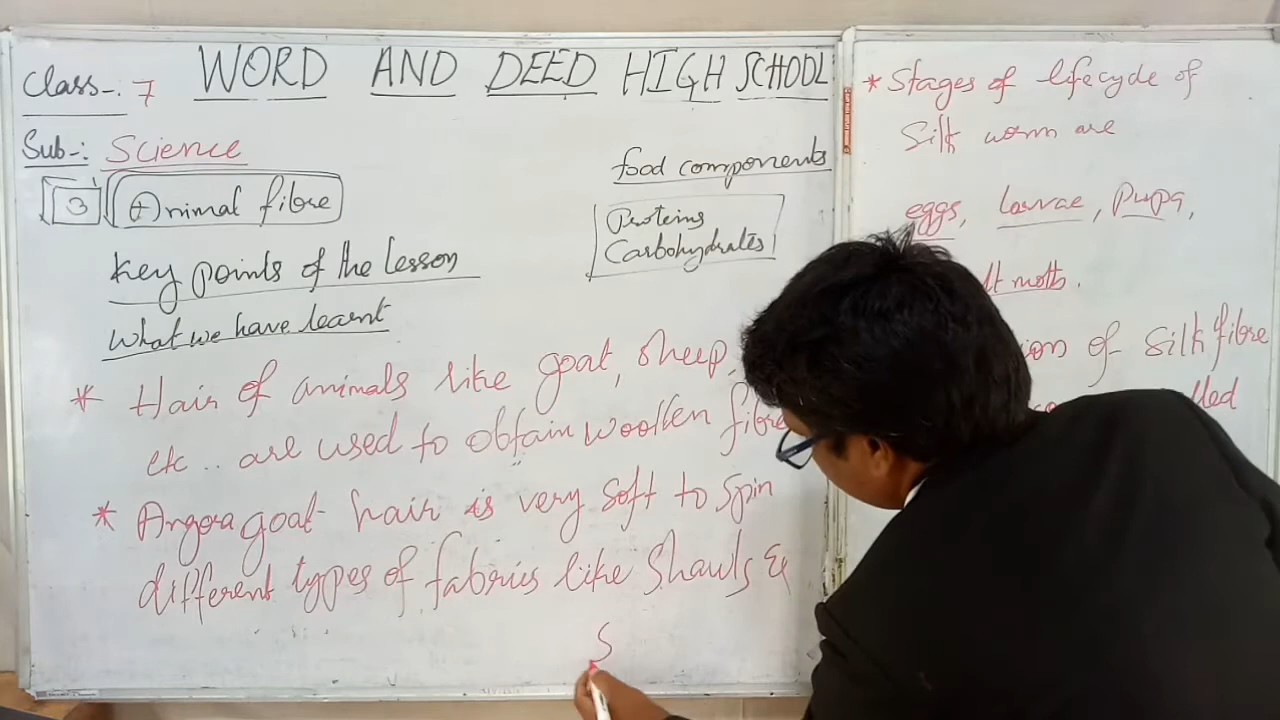 WORD AND DEED HIGH SCHOOL
Class-: 7
Sub-: Science
3 Animal fibre
food components
Proteins
Carbohydrates
Key points of the lesson
What we have learnt
* Hair of animals like goat, sheep,
etc .. are used to obtain woollen fibre
* Angora goat hair is very soft to spin
different types of fabrics like Shawls &
S
* Stages of lifecycle of
Silk worm are
eggs, larvae, Pupa,
moth.
of Silk fibre